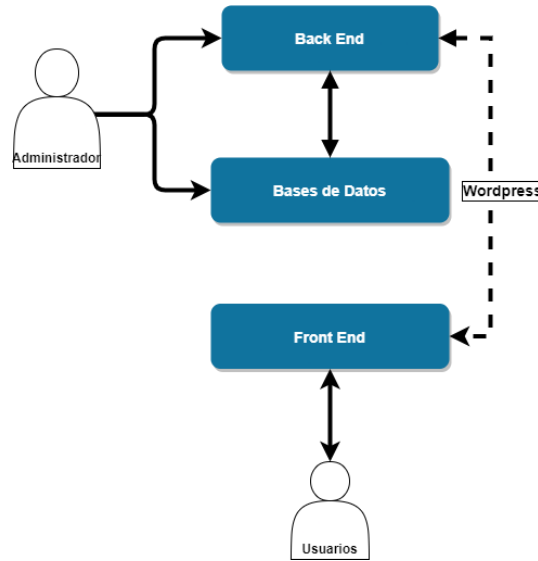 Back End
Administrador
Bases de Datos
Wordpress
Front End
Usuarios